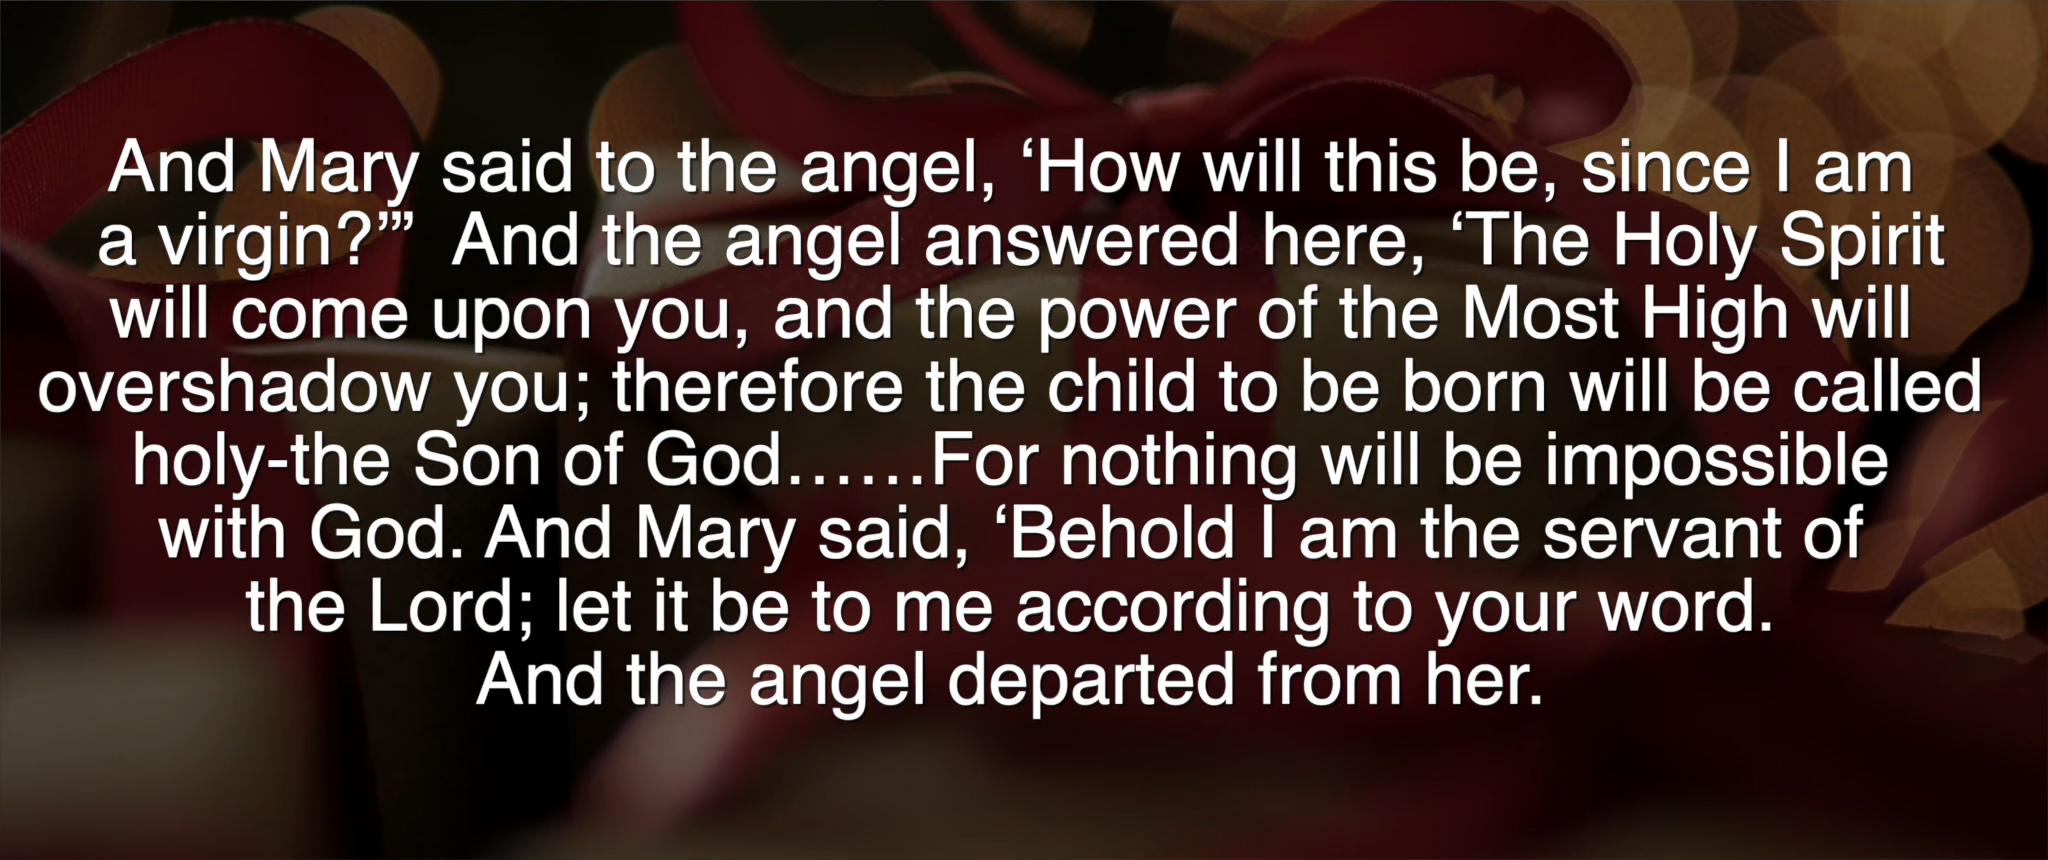 And Mary said to the angel, ‘How will this be, since I am
a virgin?’”  And the angel answered here, ‘The Holy Spirit
will come upon you, and the power of the Most High will
overshadow you; therefore the child to be born will be called
holy-the Son of God……For nothing will be impossible
with God. And Mary said, ‘Behold I am the servant of
the Lord; let it be to me according to your word.
And the angel departed from her.